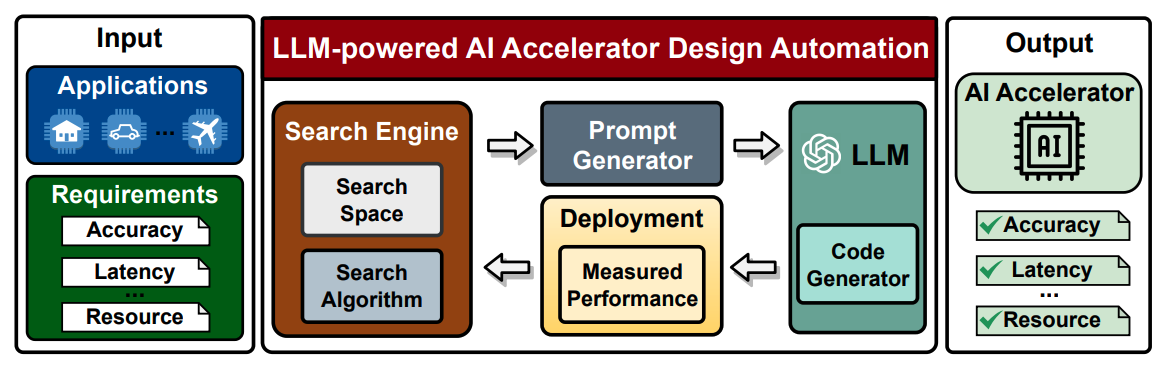 Input
Applications
...
Requirements
Accuracy
Latency
...
Resource
LLM-powered AI Accelerator Design Automation
Search Engine
Search
Space
Search
Algorithm
Prompt
Generator
Deployment
Measured
Performance
LLM
Code
Generator
Output
AI Accelerator
AI
Accuracy
Latency
...
Resource